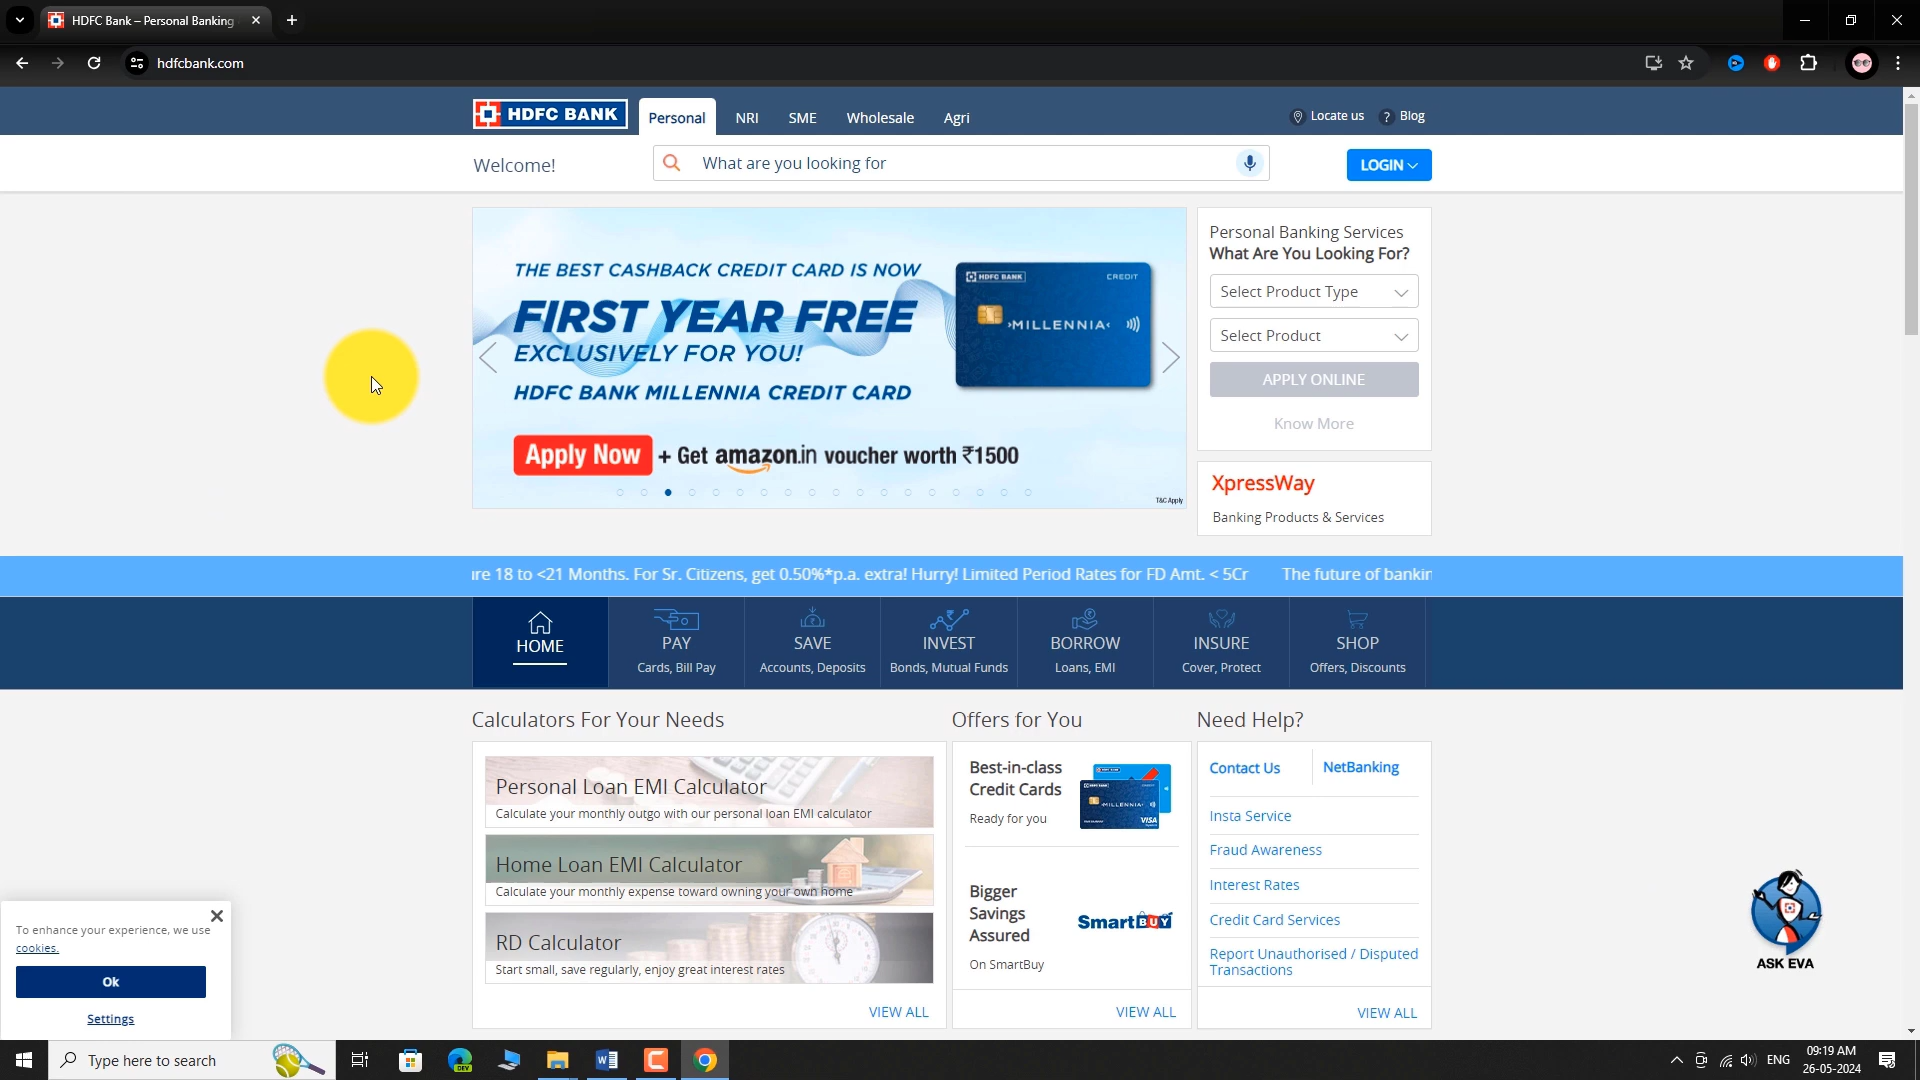 HDFC Bank – Personal Banking
hdfcbank.com
HDFC BANK
Personal
NRI
SME
Wholesale
Agri
Locate us
? Blog
Welcome!
What are you looking for
LOGIN
THE BEST CASHBACK CREDIT CARD IS NOW
FIRST YEAR FREE
EXCLUSIVELY FOR YOU!
HDFC BANK MILLENNIA CREDIT CARD
Apply Now + Get amazon.in voucher worth ₹1500
T&C Apply
HDFC BANK
CREDIT
MILLENNIA
Personal Banking Services
What Are You Looking For?
Select Product Type
Select Product
APPLY ONLINE
Know More
XpressWay
Banking Products & Services
ure 18 to <21 Months. For Sr. Citizens, get 0.50%*p.a. extra! Hurry! Limited Period Rates for FD Amt. < 5Cr
The future of bankin
HOME
PAY
Cards, Bill Pay
SAVE
Accounts, Deposits
INVEST
Bonds, Mutual Funds
BORROW
Loans, EMI
INSURE
Cover, Protect
SHOP
Offers, Discounts
Calculators For Your Needs
Personal Loan EMI Calculator
Calculate your monthly outgo with our personal loan EMI calculator
Home Loan EMI Calculator
Calculate your monthly expense toward owning your own home
RD Calculator
Start small, save regularly, enjoy great interest rates
VIEW ALL
Offers for You
Best-in-class
Credit Cards
Ready for you
MILLENNIA
VISA
Bigger
Savings
Assured
On SmartBuy
SmartBUY
VIEW ALL
Need Help?
Contact Us
NetBanking
Insta Service
Fraud Awareness
Interest Rates
Credit Card Services
Report Unauthorised / Disputed
Transactions
VIEW ALL
ASK EVA
To enhance your experience, we use
cookies.
Ok
Settings
Type here to search
DEV
ENG
09:19 AM
26-05-2024